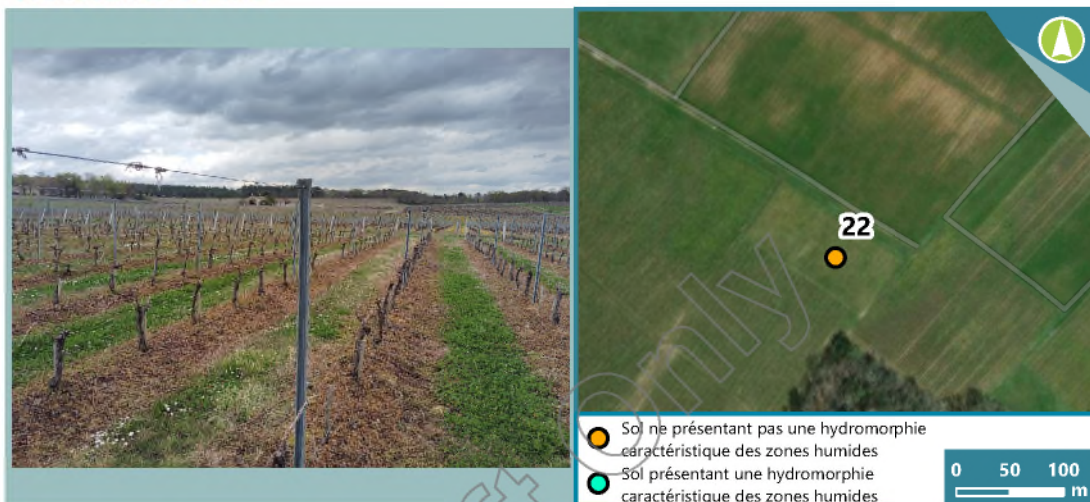 22
Sol ne présentant pas une hydromorphie
caractéristique des zones humides
Sol présentant une hydromorphie
caractéristique des zones humides
0 50 100
m
only